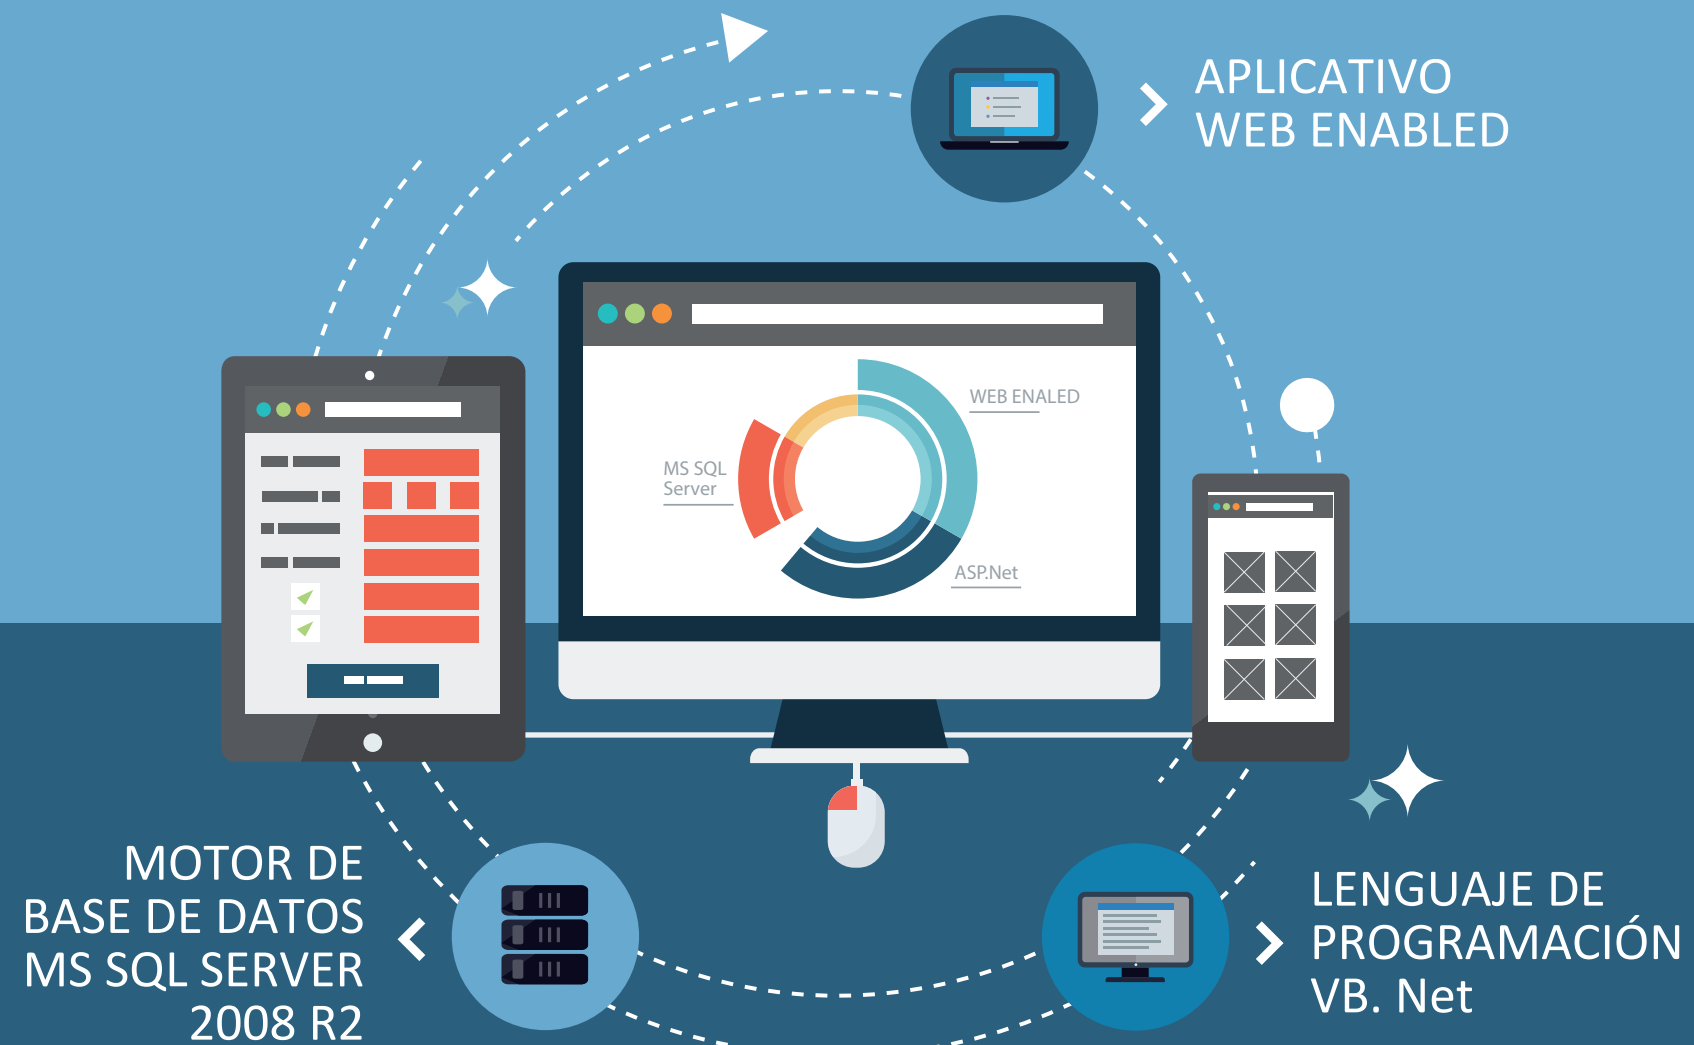 APLICATIVO
WEB ENABLED
WEB ENALED
MS SQL
Server
ASP.Net
MOTOR DE
BASE DE DATOS
MS SQL SERVER
2008 R2
LENGUAJE DE
PROGRAMACIÓN
VB. Net